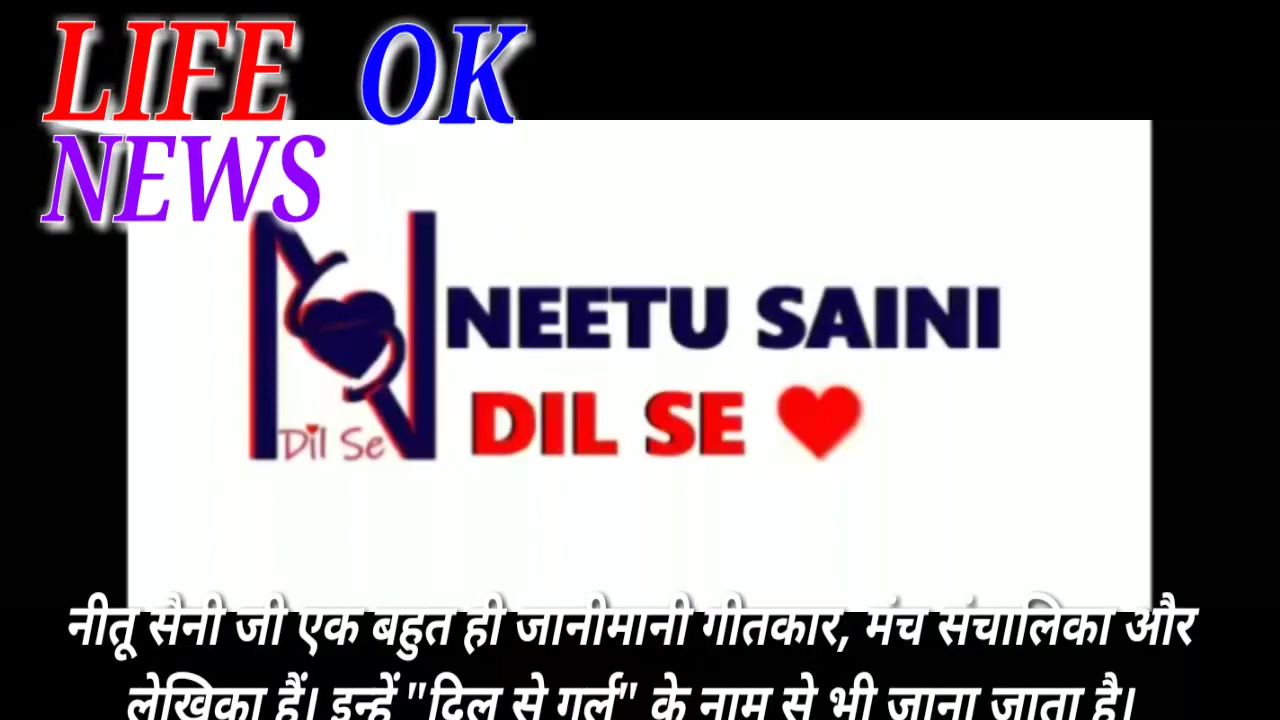 LIFE OK
NEWS
NEETU SAINI
DIL SE
Dil Se
नीतू सैनी जी एक बहुत ही जानीमानी गीतकार, मंच संचालिका और
लेखिका हैं। इन्हें "दिल से गर्ल" के नाम से भी जाना जाता है।